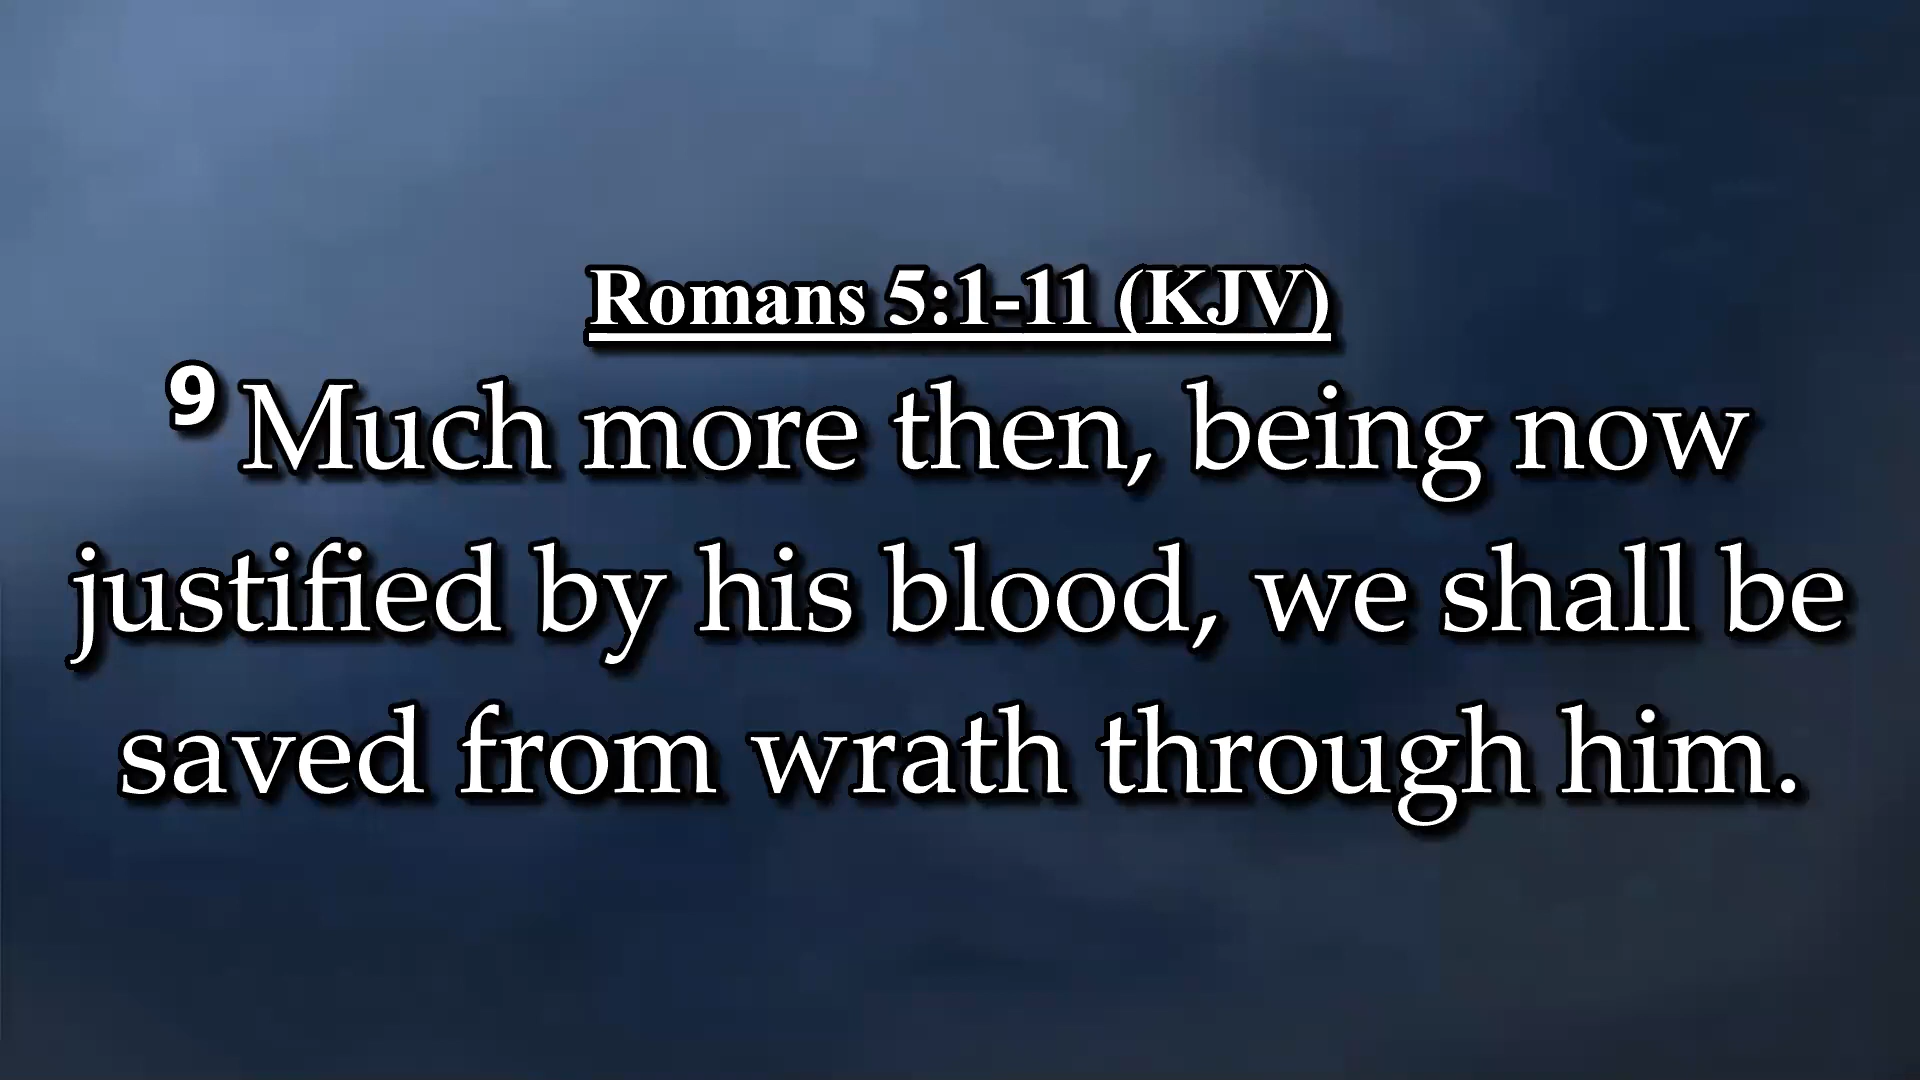 Romans 5:1-11 (KJV)
9 Much more then, being now
justified by his blood, we shall be
saved from wrath through him.